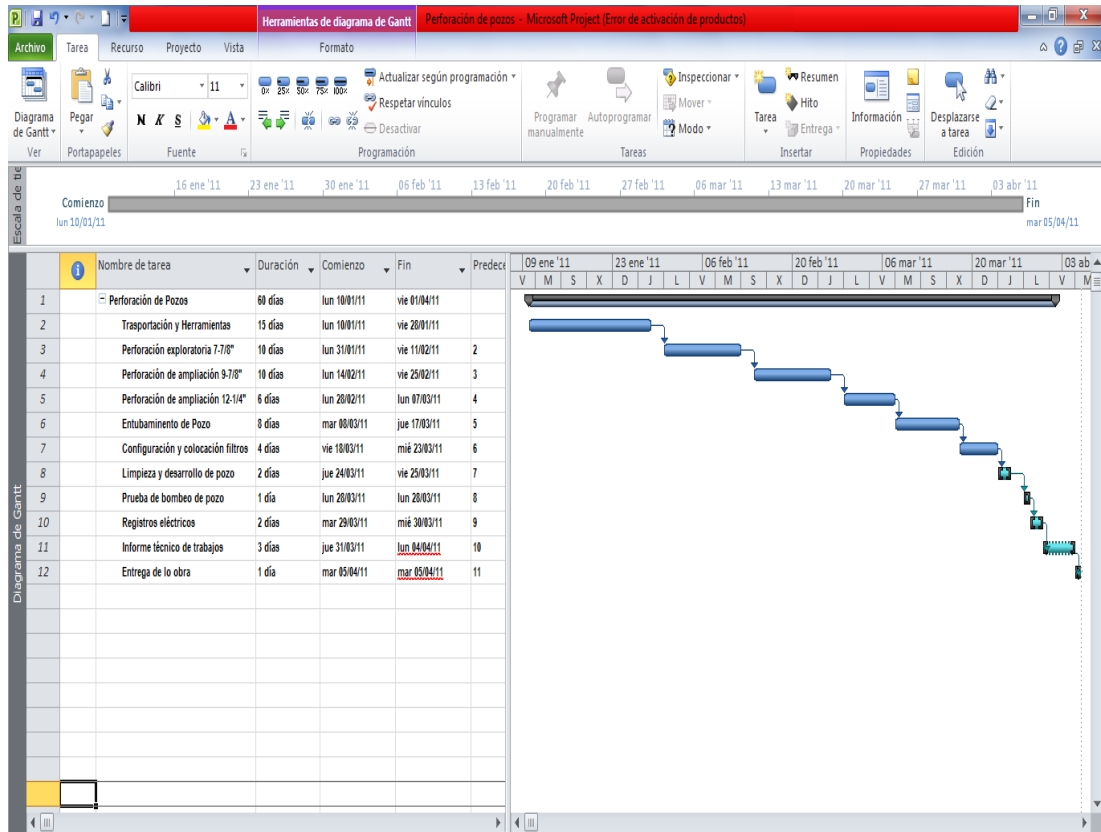 Herramientas de diagrama de Gantt Perforación de pozos - Microsoft Project (Error de activación de productos)
Archivo Tarea Recurso Proyecto Vista Formato
Diagrama de Gantt
Ver
Pegar
Portapapeles
Calibri 11
N K S A
Fuente
0% 25% 50% 75% 100%
Actualizar según programación
Respetar vínculos
Desactivar
Programación
Programar manualmente
Autoprogramar
Inspeccionar
Mover
Modo
Tareas
Tarea
Resumen
Hito
Entrega
Insertar
Información
Propiedades
Desplazarse a tarea
Edición
Escala de tie
16 ene '11 23 ene '11 30 ene '11 06 feb '11 13 feb '11 20 feb '11 27 feb '11 06 mar '11 13 mar '11 20 mar '11 27 mar '11 03 abr '11
Comienzo Fin
lun 10/01/11 mar 05/04/11
Diagrama de Gantt
Nombre de tarea Duración Comienzo Fin Predece
09 ene '11 23 ene '11 06 feb '11 20 feb '11 06 mar '11 20 mar '11 03 ab
V M S X D J L V M S X D J L V M S X D J L V M
1 Perforación de Pozos 60 días lun 10/01/11 vie 01/04/11
2 Trasportación y Herramientas 15 días lun 10/01/11 vie 28/01/11
3 Perforación exploratoria 7-7/8" 10 días lun 31/01/11 vie 11/02/11 2
4 Perforación de ampliación 9-7/8" 10 días lun 14/02/11 vie 25/02/11 3
5 Perforación de ampliación 12-1/4" 6 días lun 28/02/11 lun 07/03/11 4
6 Entubaminento de Pozo 8 días mar 08/03/11 jue 17/03/11 5
7 Configuración y colocación filtros 4 días vie 18/03/11 mié 23/03/11 6
8 Limpieza y desarrollo de pozo 2 días jue 24/03/11 vie 25/03/11 7
9 Prueba de bombeo de pozo 1 día lun 28/03/11 lun 28/03/11 8
10 Registros eléctricos 2 días mar 29/03/11 mié 30/03/11 9
11 Informe técnico de trabajos 3 días jue 31/03/11 lun 04/04/11 10
12 Entrega de lo obra 1 día mar 05/04/11 mar 05/04/11 11